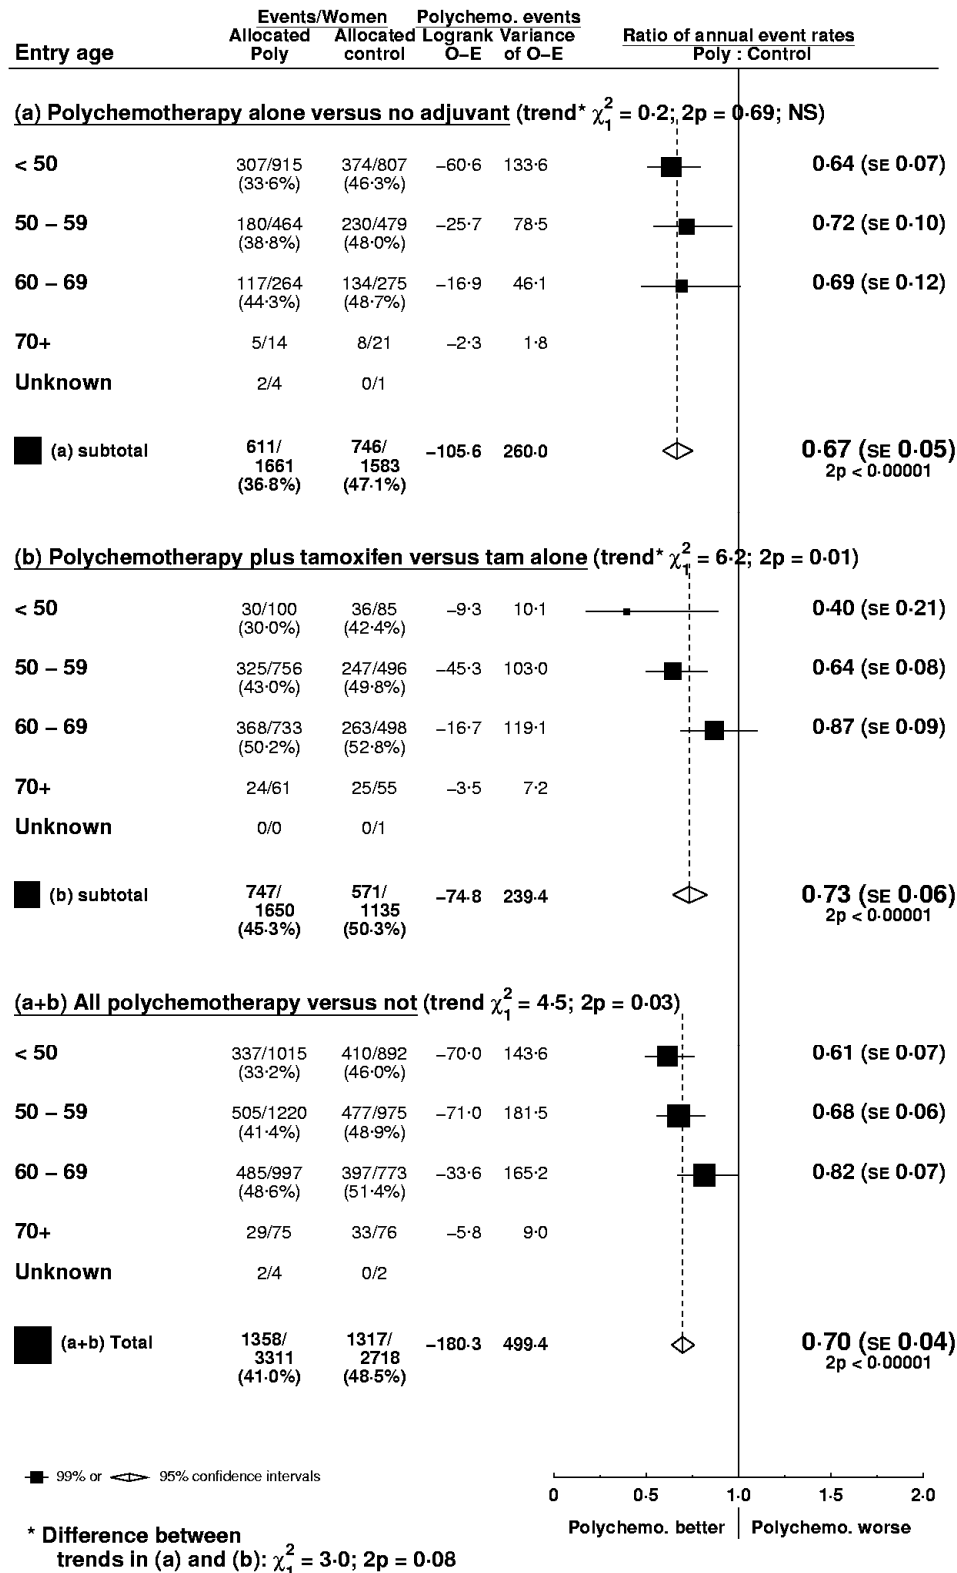 Events/Women Polychemo. events
Allocated Allocated Logrank Variance Ratio of annual event rates
Entry age Poly control O–E of O–E Poly : Control
(a) Polychemotherapy alone versus no adjuvant (trend* χ²₁ = 0·2; 2p = 0·69; NS)
< 50 307/915 374/807 –60·6 133·6 0·64 (SE 0·07)
(33·6%) (46·3%)
50 – 59 180/464 230/479 –25·7 78·5 0·72 (SE 0·10)
(38·8%) (48·0%)
60 – 69 117/264 134/275 –16·9 46·1 0·69 (SE 0·12)
(44·3%) (48·7%)
70+ 5/14 8/21 –2·3 1·8
Unknown 2/4 0/1
(a) subtotal 611/ 746/ –105·6 260·0 0·67 (SE 0·05)
1661 1583 2p < 0·00001
(36·8%) (47·1%)
(b) Polychemotherapy plus tamoxifen versus tam alone (trend* χ²₁ = 6·2; 2p = 0·01)
< 50 30/100 36/85 –9·3 10·1 0·40 (SE 0·21)
(30·0%) (42·4%)
50 – 59 325/756 247/496 –45·3 103·0 0·64 (SE 0·08)
(43·0%) (49·8%)
60 – 69 368/733 263/498 –16·7 119·1 0·87 (SE 0·09)
(50·2%) (52·8%)
70+ 24/61 25/55 –3·5 7·2
Unknown 0/0 0/1
(b) subtotal 747/ 571/ –74·8 239·4 0·73 (SE 0·06)
1650 1135 2p < 0·00001
(45·3%) (50·3%)
(a+b) All polychemotherapy versus not (trend χ²₁ = 4·5; 2p = 0·03)
< 50 337/1015 410/892 –70·0 143·6 0·61 (SE 0·07)
(33·2%) (46·0%)
50 – 59 505/1220 477/975 –71·0 181·5 0·68 (SE 0·06)
(41·4%) (48·9%)
60 – 69 485/997 397/773 –33·6 165·2 0·82 (SE 0·07)
(48·6%) (51·4%)
70+ 29/75 33/76 –5·8 9·0
Unknown 2/4 0/2
(a+b) Total 1358/ 1317/ –180·3 499·4 0·70 (SE 0·04)
3311 2718 2p < 0·00001
(41·0%) (48·5%)
99% or 95% confidence intervals
0 0·5 1·0 1·5 2·0
Polychemo. better Polychemo. worse
* Difference between
trends in (a) and (b): χ²₁ = 3·0; 2p = 0·08